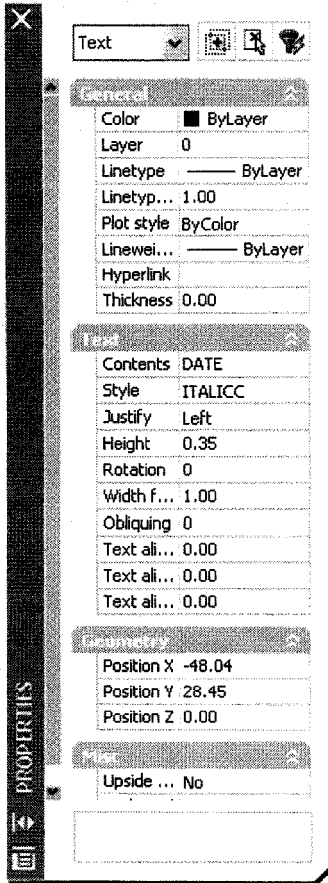 Text
General
Color ByLayer
Layer 0
Linetype ByLayer
Linetyp... 1.00
Plot style ByColor
Linewei... ByLayer
Hyperlink
Thickness 0.00
Text
Contents DATE
Style ITALICC
Justify Left
Height 0.35
Rotation 0
Width f... 1.00
Obliquing 0
Text ali... 0.00
Text ali... 0.00
Text ali... 0.00
Geometry
Position X -48.04
Position Y 28.45
Position Z 0.00
Misc
Upside ... No
PROPERTIES